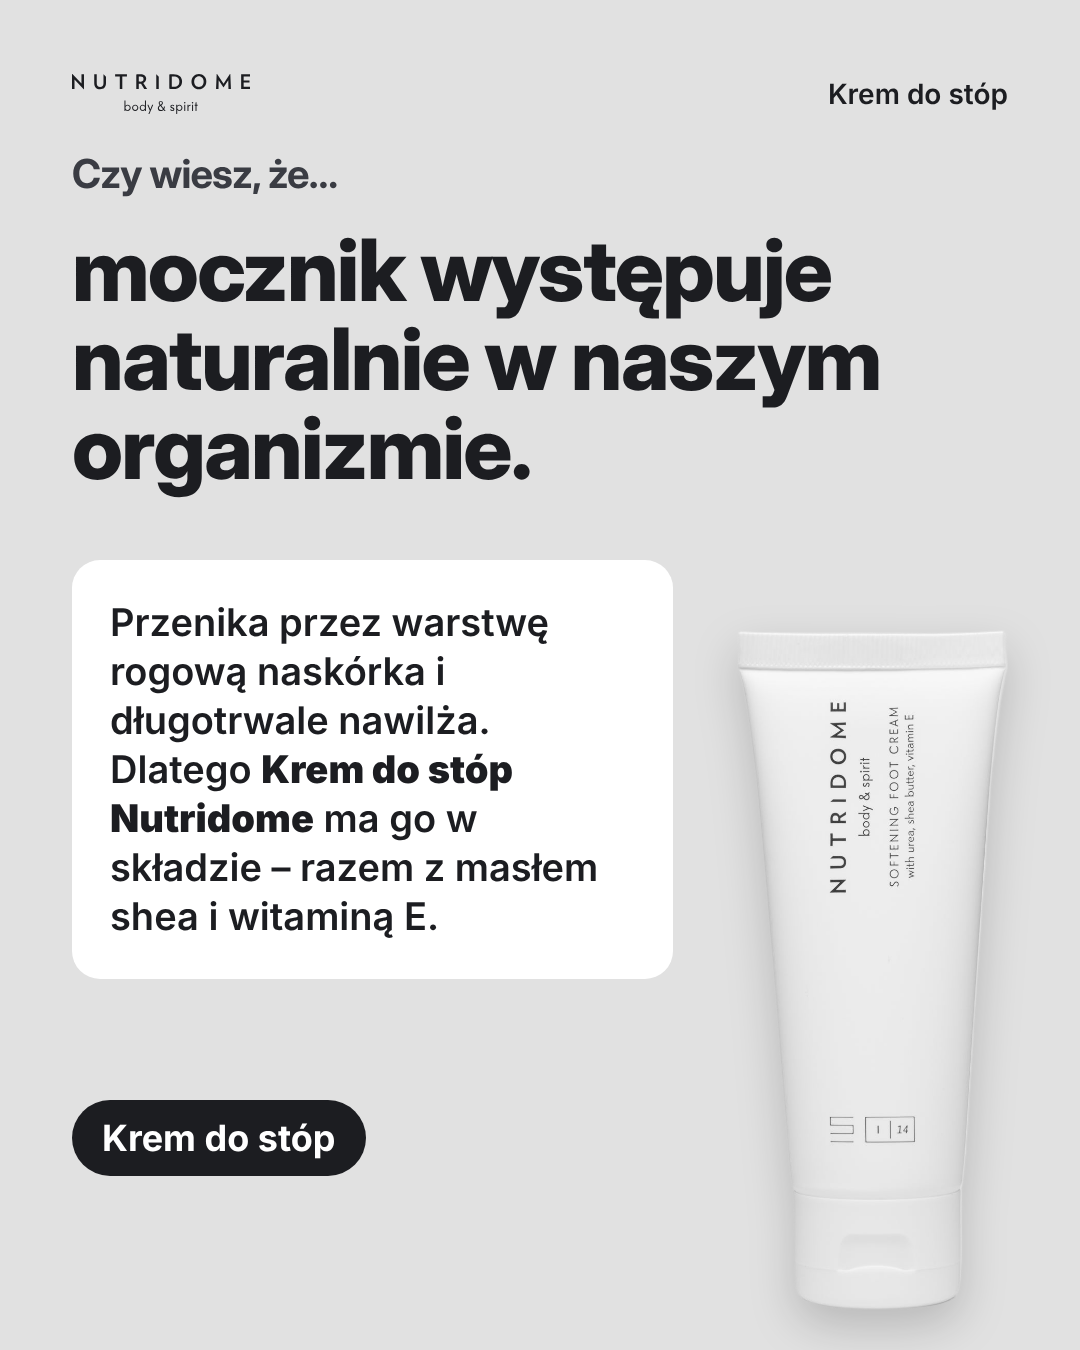 NUTRIDOME
body & spirit
Krem do stóp
Czy wiesz, że...
mocznik występuje
naturalnie w naszym
organizmie.
Przenika przez warstwę
rogową naskórka i
długotrwale nawilża.
Dlatego Krem do stóp
Nutridome ma go w
składzie – razem z masłem
shea i witaminą E.
Krem do stóp
NUTRIDOME
body & spirit
SOFTENING FOOT CREAM
with urea, shea butter, vitamin E
I 14